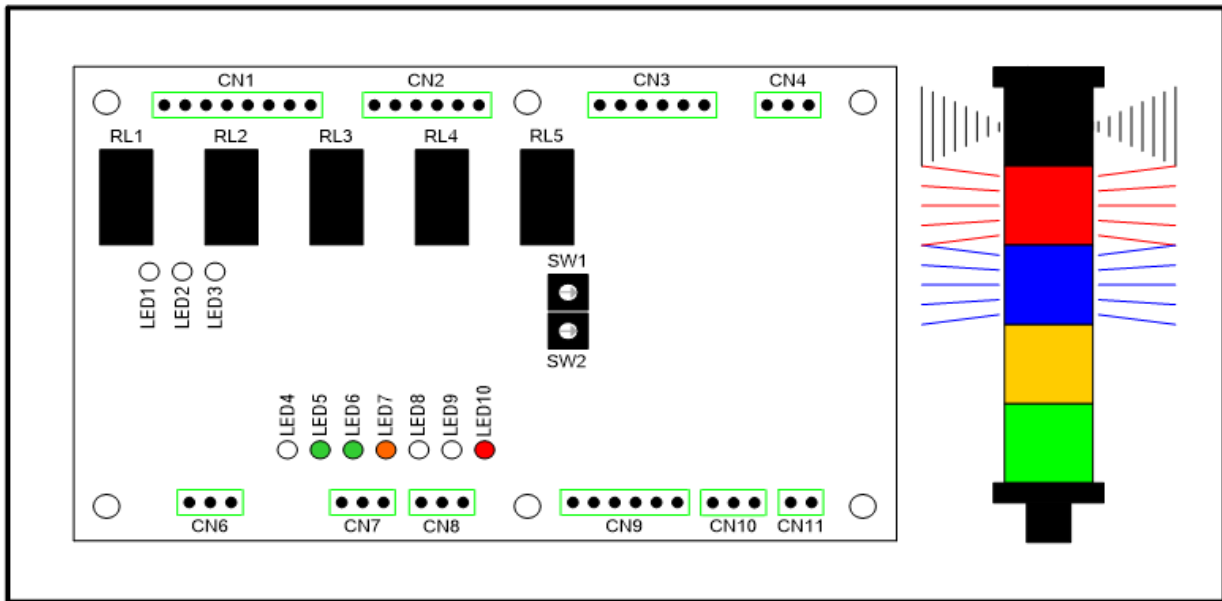 CN1 CN2 CN3 CN4
RL1 RL2 RL3 RL4 RL5
SW1
LED1 LED2 LED3
SW2
LED4 LED5 LED6 LED7 LED8 LED9 LED10
CN6 CN7 CN8 CN9 CN10 CN11